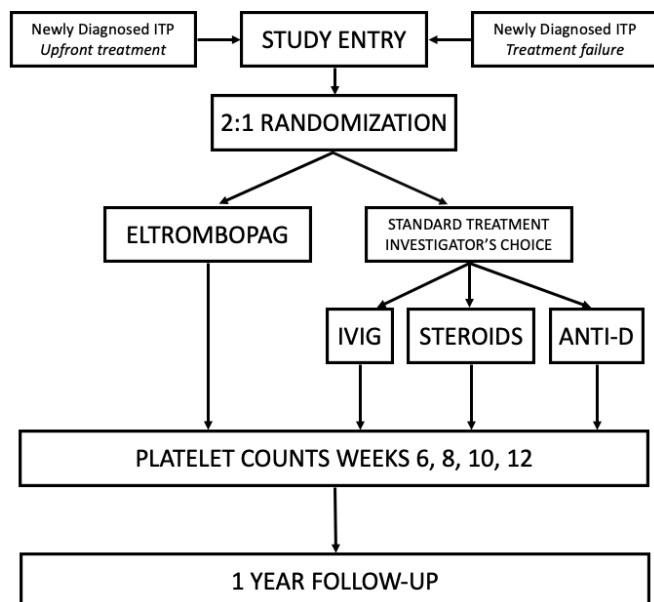 Newly Diagnosed ITP
Upfront treatment
STUDY ENTRY
Newly Diagnosed ITP
Treatment failure
2:1 RANDOMIZATION
ELTROMBOPAG
STANDARD TREATMENT
INVESTIGATOR'S CHOICE
IVIG
STEROIDS
ANTI-D
PLATELET COUNTS WEEKS 6, 8, 10, 12
1 YEAR FOLLOW-UP